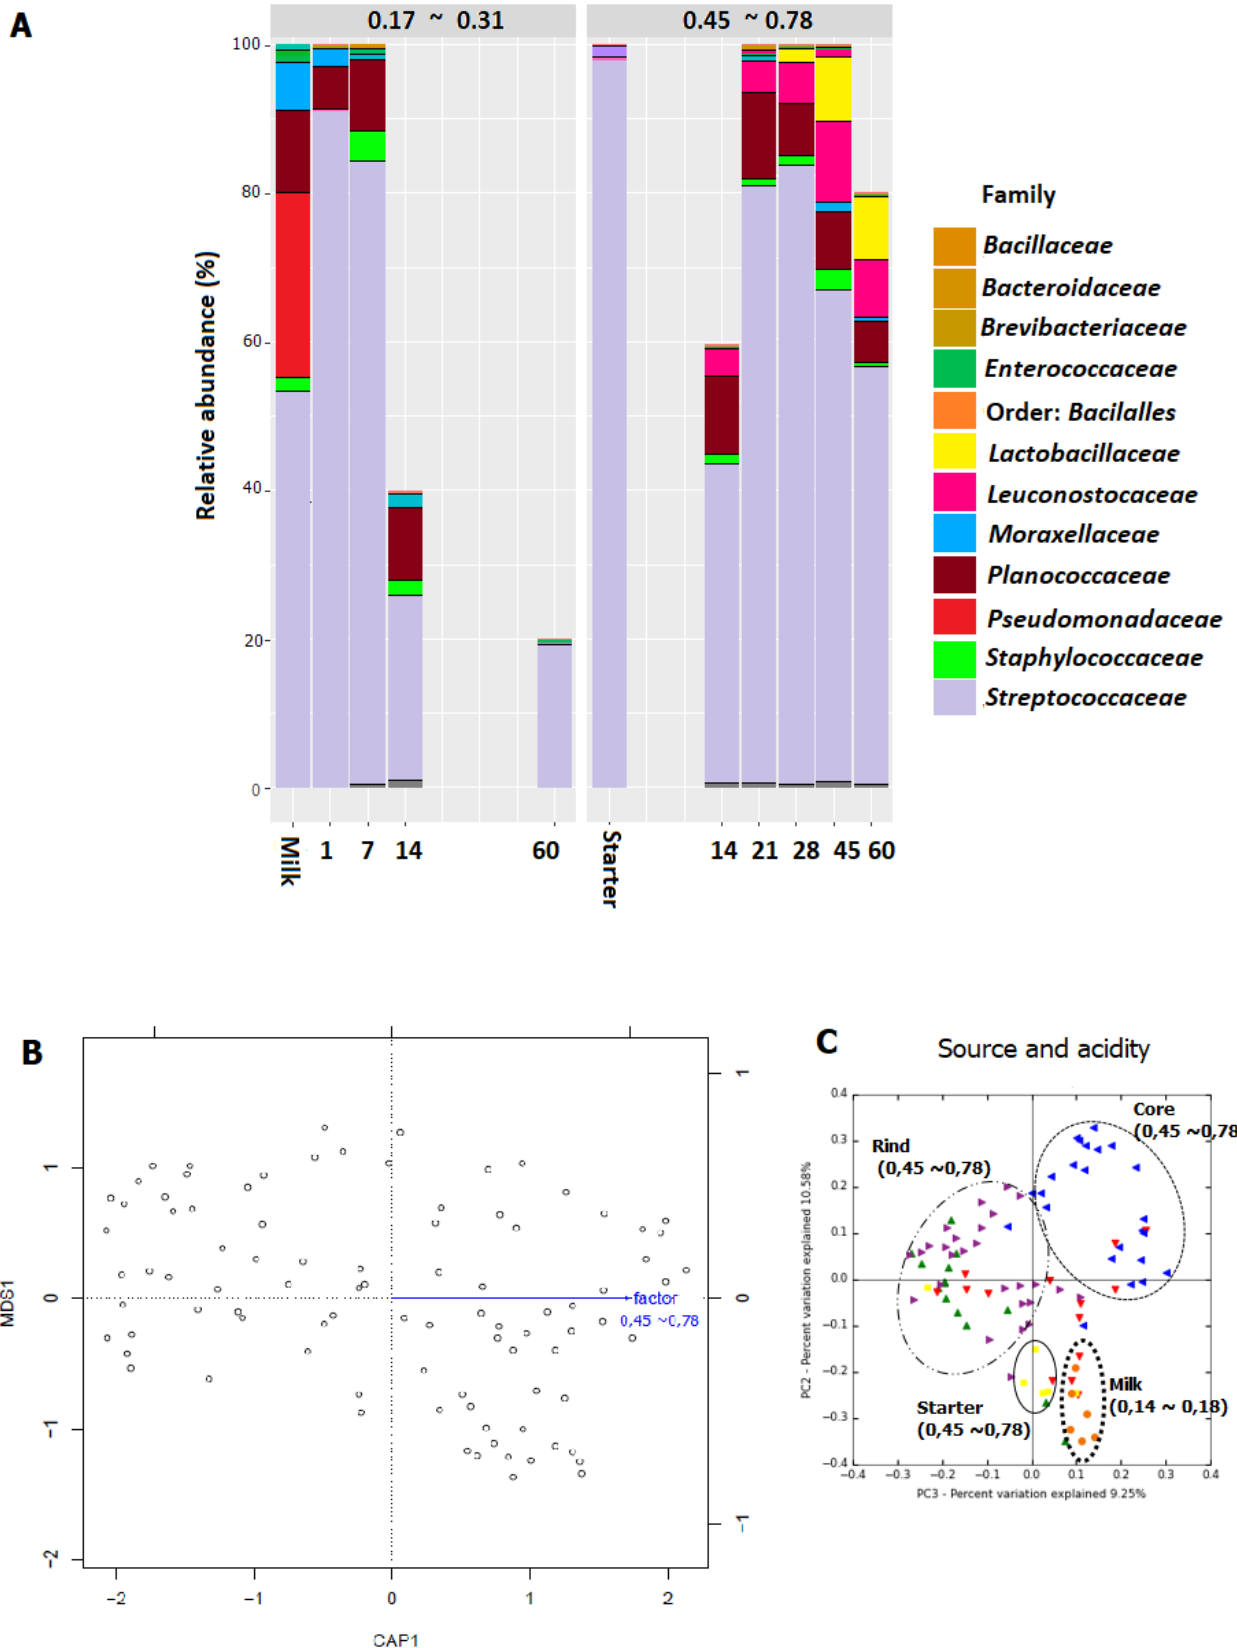 A
0.17 ~ 0.31
0.45 ~ 0.78
100
80
60
40
20
0
Relative abundance (%)
Milk
1
7
14
60
Starter
14
21
28
45
60
Family
Bacillaceae
Bacteroidaceae
Brevibacteriaceae
Enterococcaceae
Order: Bacilalles
Lactobacillaceae
Leuconostocaceae
Moraxellaceae
Planococcaceae
Pseudomonadaceae
Staphylococcaceae
Streptococcaceae
B
MDS1
1
0
−1
−2
1
0
−1
factor
0,45 ~0,78
−2
−1
0
1
2
CAP1
C
Source and acidity
PC2 - Percent variation explained 10.58%
0.4
0.3
0.2
0.1
0.0
−0.1
−0.2
−0.3
−0.4
Core
(0,45 ~0,78
Rind
(0,45 ~0,78)
Starter
(0,45 ~0,78)
Milk
(0,14 ~ 0,18)
−0.4
−0.3
−0.2
−0.1
0.0
0.1
0.2
0.3
0.4
PC3 - Percent variation explained 9.25%